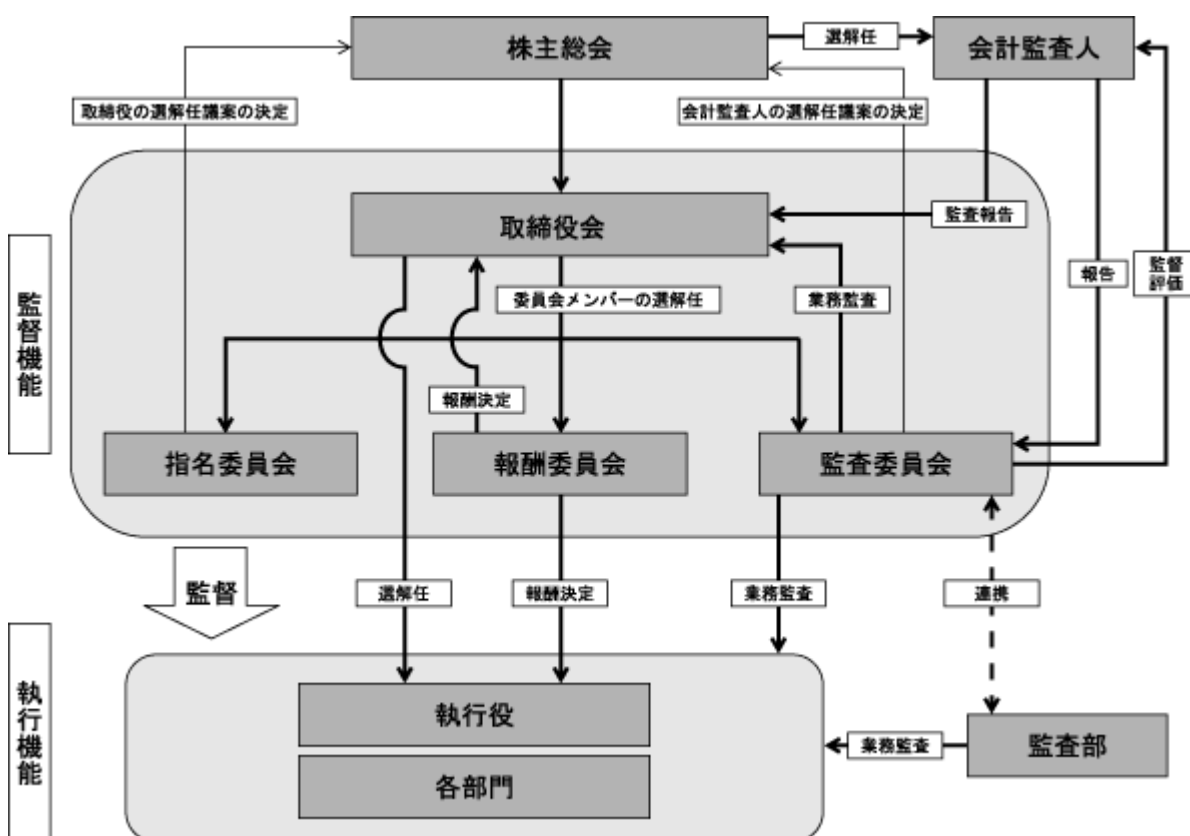 株主総会
選解任
会計監査人
取締役の選解任議案の決定
会計監査人の選解任議案の決定
取締役会
監査報告
監督機能
委員会メンバーの選解任
業務監査
報告
監督
評価
報酬決定
指名委員会
報酬委員会
監査委員会
監督
選解任
報酬決定
業務監査
連携
執行機能
執行役
業務監査
監査部
各部門